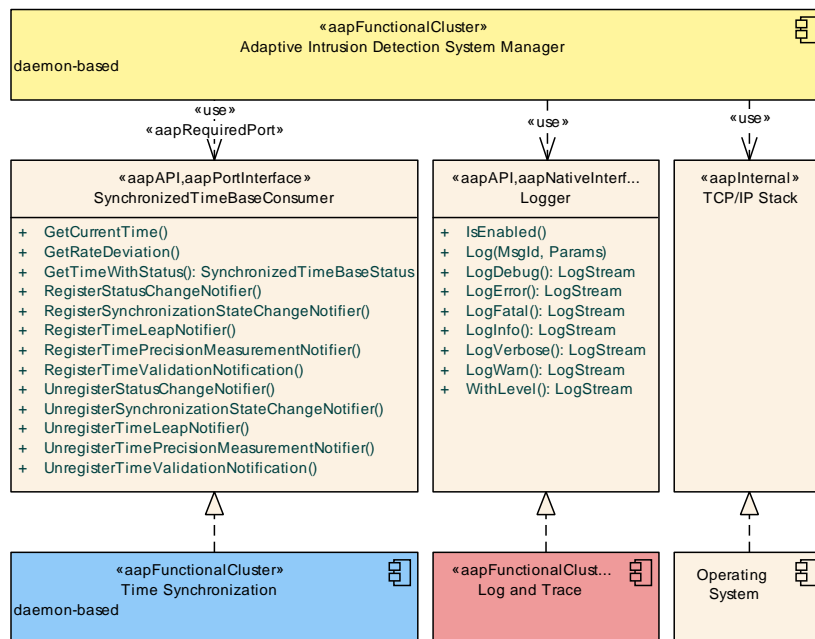 «aapFunctionalCluster»
Adaptive Intrusion Detection System Manager
daemon-based
«use»
«aapRequiredPort»
«use»
«use»
«aapAPI,aapPortInterface»
SynchronizedTimeBaseConsumer
+ GetCurrentTime()
+ GetRateDeviation()
+ GetTimeWithStatus(): SynchronizedTimeBaseStatus
+ RegisterStatusChangeNotifier()
+ RegisterSynchronizationStateChangeNotifier()
+ RegisterTimeLeapNotifier()
+ RegisterTimePrecisionMeasurementNotifier()
+ RegisterTimeValidationNotification()
+ UnregisterStatusChangeNotifier()
+ UnregisterSynchronizationStateChangeNotifier()
+ UnregisterTimeLeapNotifier()
+ UnregisterTimePrecisionMeasurementNotifier()
+ UnregisterTimeValidationNotification()
«aapAPI,aapNativeInterf...
Logger
+ IsEnabled()
+ Log(MsgId, Params)
+ LogDebug(): LogStream
+ LogError(): LogStream
+ LogFatal(): LogStream
+ LogInfo(): LogStream
+ LogVerbose(): LogStream
+ LogWarn(): LogStream
+ WithLevel(): LogStream
«aapInternal»
TCP/IP Stack
«aapFunctionalCluster»
Time Synchronization
daemon-based
«aapFunctionalClust...
Log and Trace
Operating
System